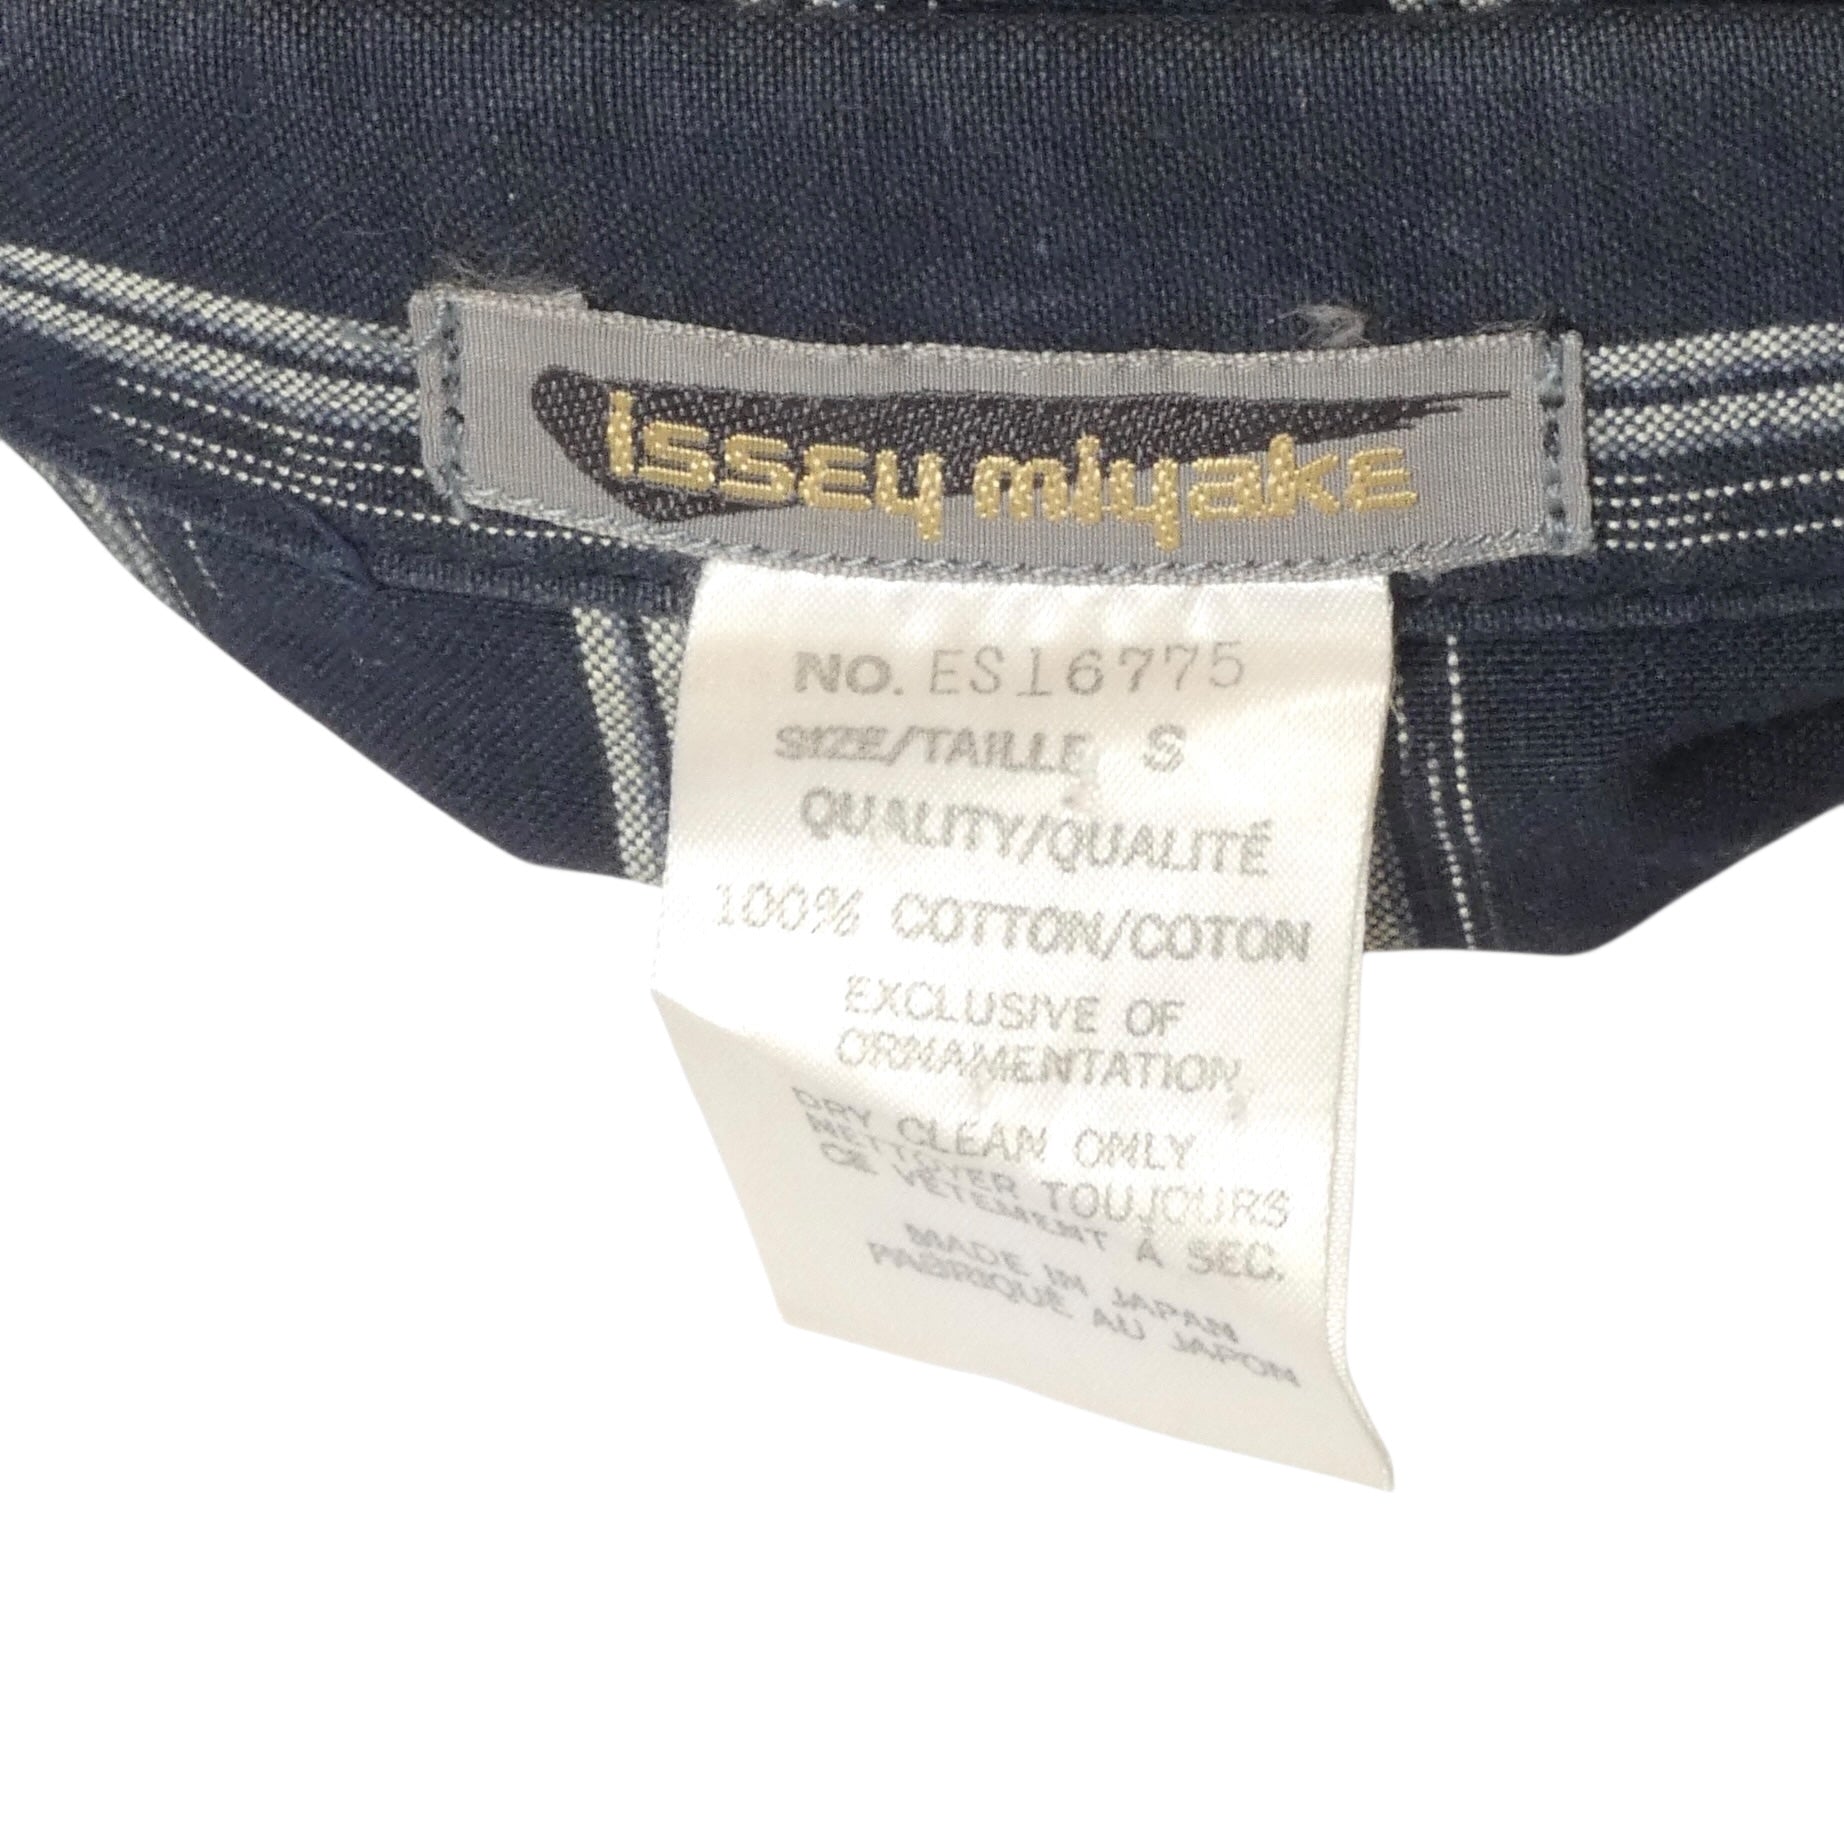 issey miyake
NO. ES16775
SIZE/TAILLE S
QUALITY/QUALITÉ
100% COTTON/COTON
EXCLUSIVE OF
ORNAMENTATION
DRY CLEAN ONLY
NETTOYER TOUJOURS
CE VÊTEMENT À SEC.
MADE IN JAPAN
FABRIQUE AU JAPON